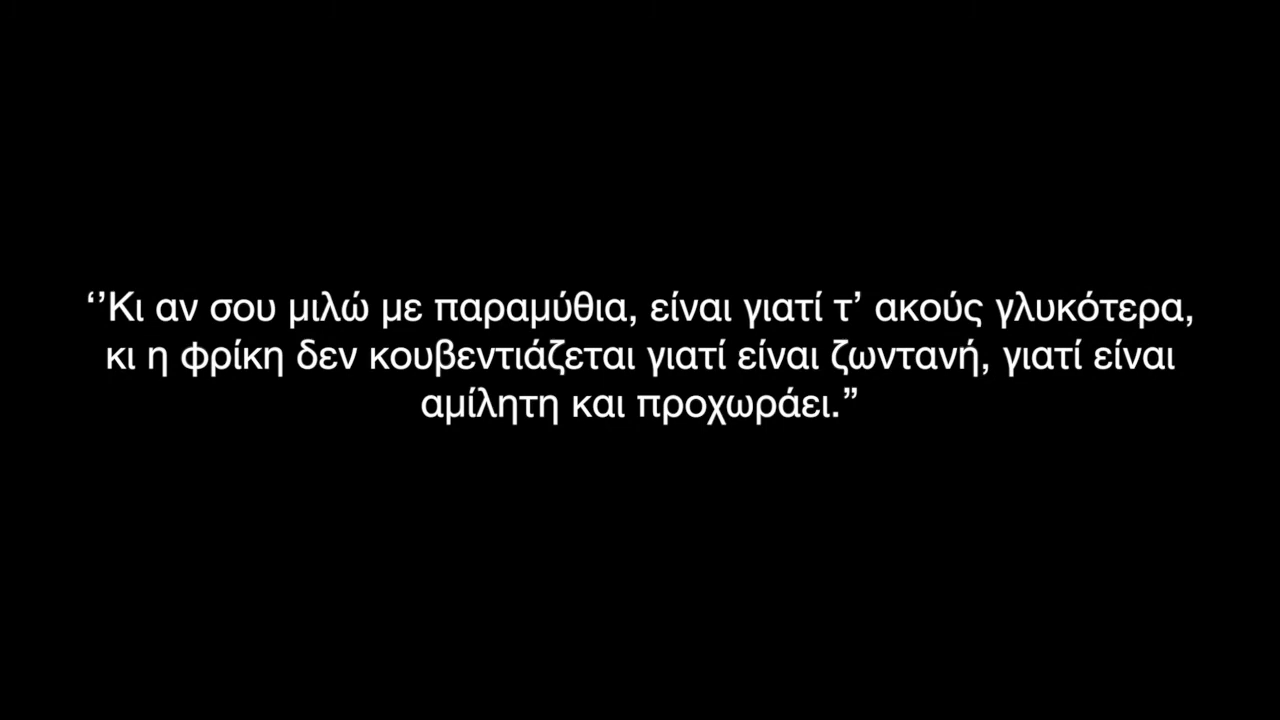 ‘’Κι αν σου μιλώ με παραμύθια, είναι γιατί τ’ ακούς γλυκότερα,
κι η φρίκη δεν κουβεντιάζεται γιατί είναι ζωντανή, γιατί είναι
αμίλητη και προχωράει.”